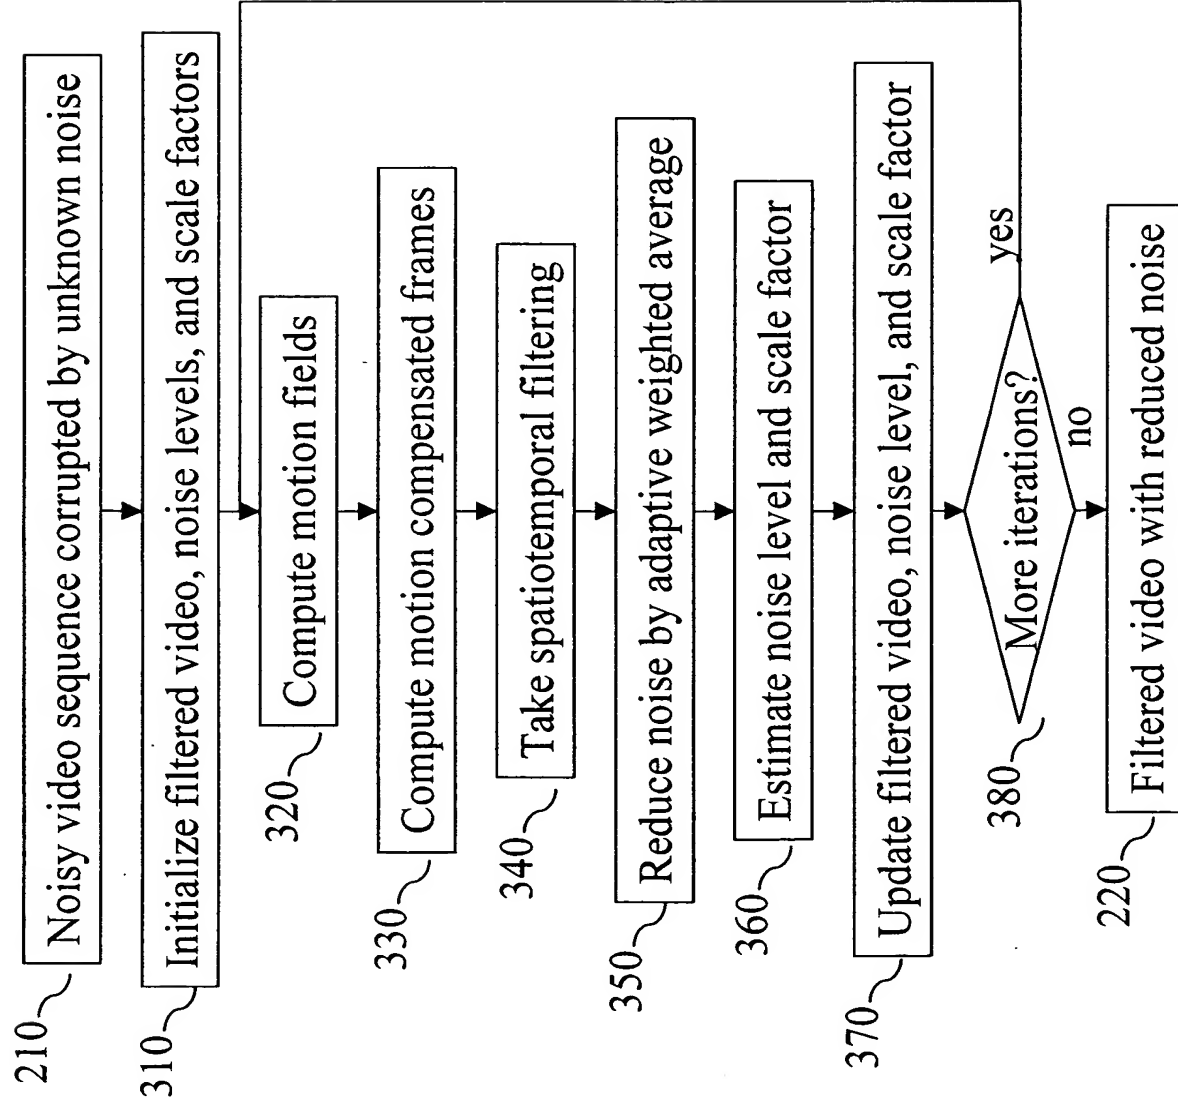 210
Noisy video sequence corrupted by unknown noise
310
Initialize filtered video, noise levels, and scale factors
320
Compute motion fields
330
Compute motion compensated frames
340
Take spatiotemporal filtering
350
Reduce noise by adaptive weighted average
360
Estimate noise level and scale factor
370
Update filtered video, noise level, and scale factor
380
More iterations?
yes
no
220
Filtered video with reduced noise